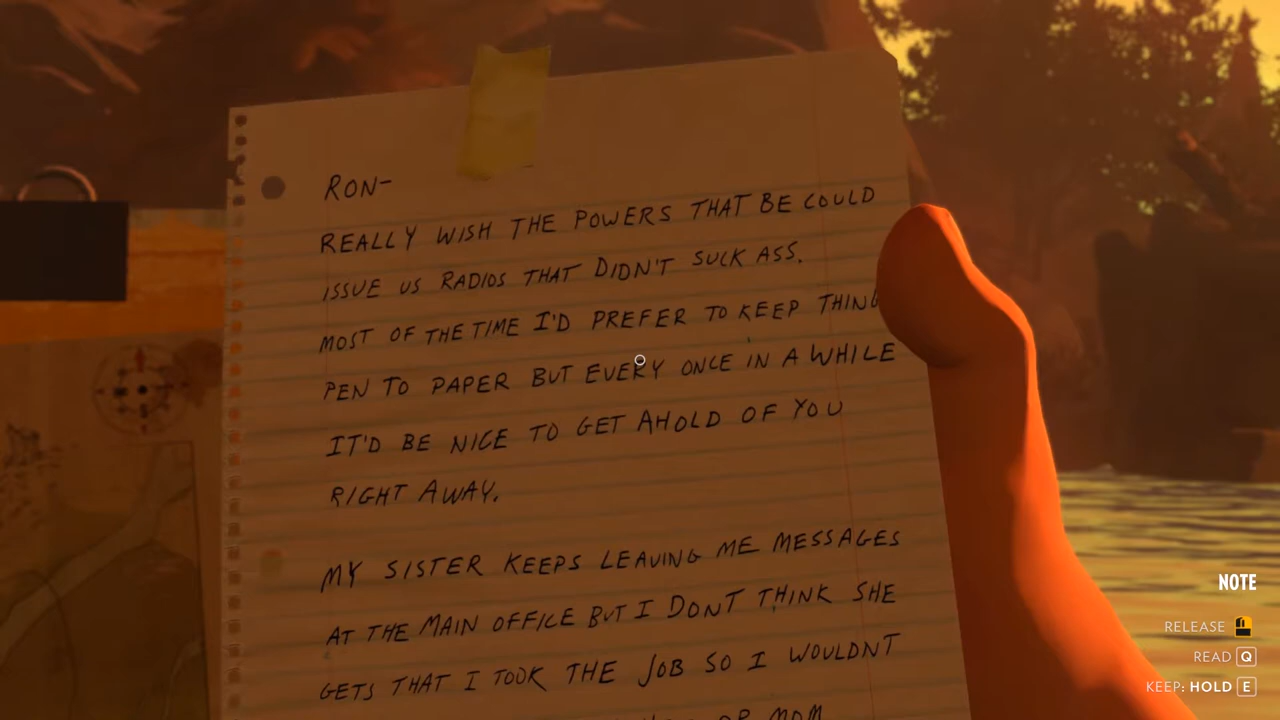 RON-
REALLY WISH THE POWERS THAT BE COULD
ISSUE US RADIOS THAT DIDN'T SUCK ASS.
MOST OF THE TIME I'D PREFER TO KEEP THING
PEN TO PAPER BUT EVERY ONCE IN A WHILE
IT'D BE NICE TO GET AHOLD OF YOU
RIGHT AWAY.
MY SISTER KEEPS LEAVING ME MESSAGES
AT THE MAIN OFFICE BUT I DON'T THINK SHE
GETS THAT I TOOK THE JOB SO I WOULDNT
OR MOM
NOTE
RELEASE
READ Q
KEEP: HOLD E